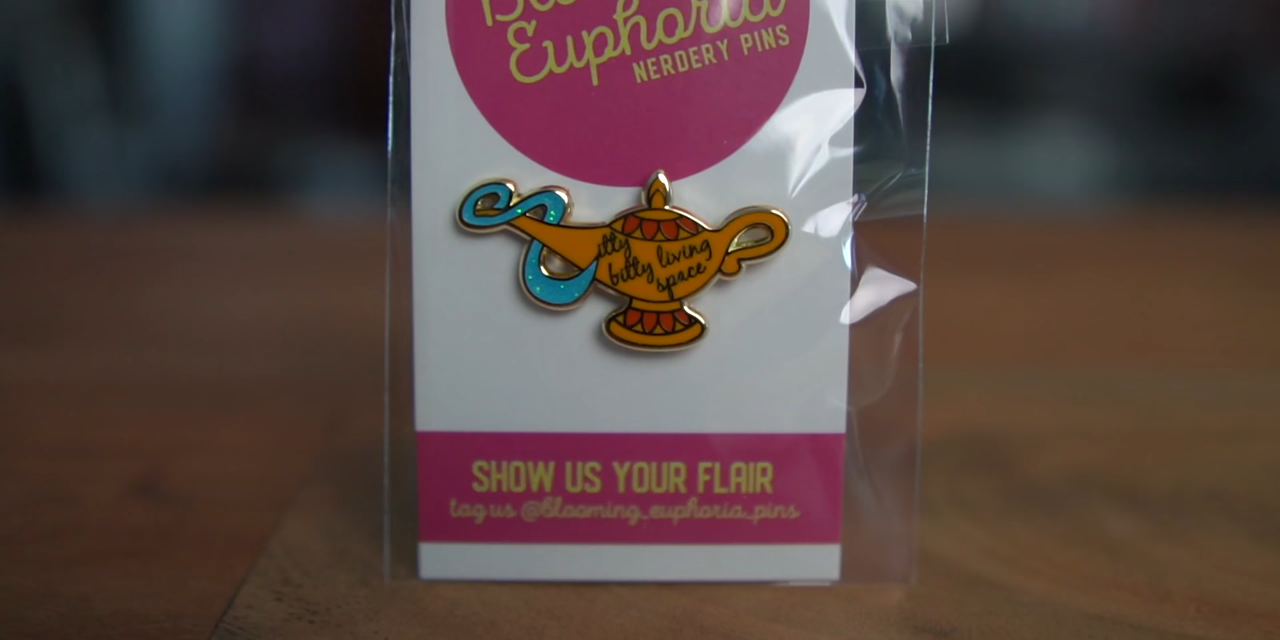 Euphoria
NERDERY PINS
itty
bitty living
space
SHOW US YOUR FLAIR
tag us @blooming_euphoria_pins